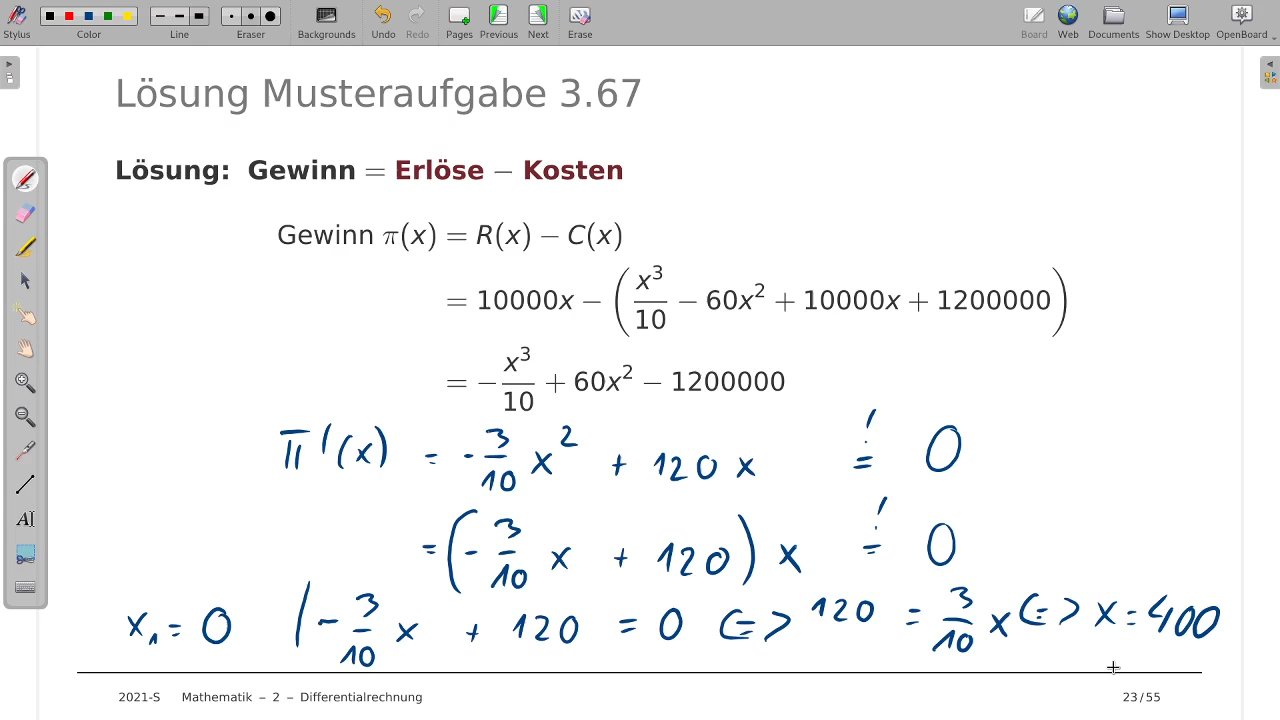 Stylus Color Line Eraser Backgrounds Undo Redo Pages Previous Next Erase Board Web Documents Show Desktop OpenBoard
Lösung Musteraufgabe 3.67
Lösung: Gewinn = Erlöse − Kosten
Gewinn π(x) = R(x) − C(x)
= 10000x − (x³/10 − 60x² + 10000x + 1200000)
= −x³/10 + 60x² − 1200000
π'(x) = -3/10 x² + 120 x != 0
= (-3/10 x + 120) x != 0
x₁ = 0 | -3/10 x + 120 = 0 <=> 120 = 3/10 x <=> x = 400
2021-S Mathematik – 2 – Differentialrechnung 23/55
AI